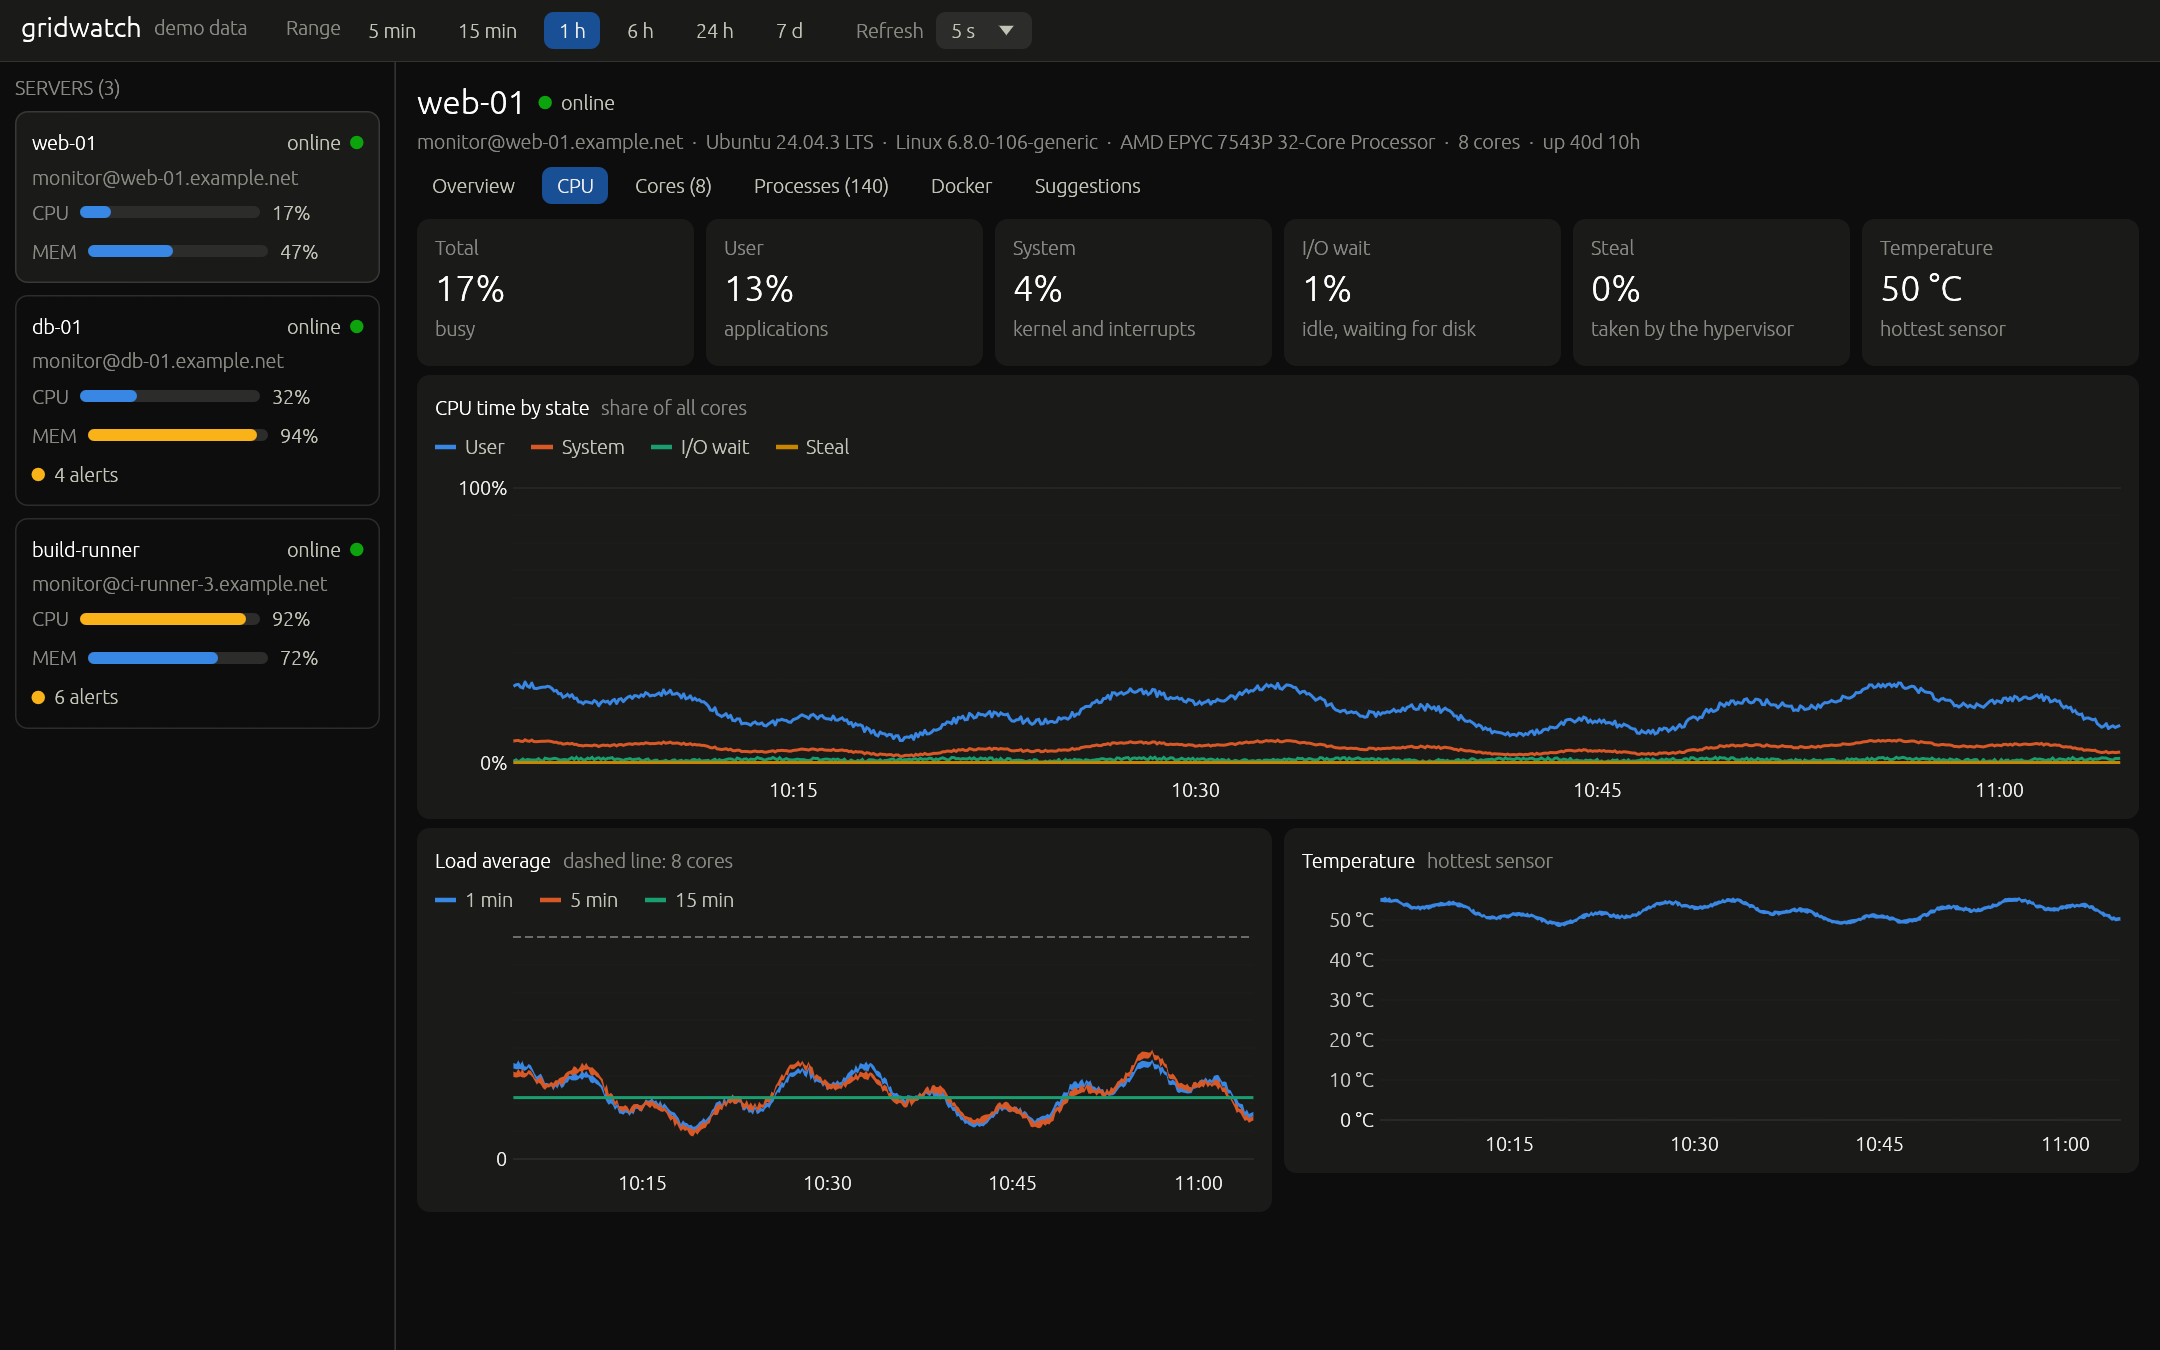 gridwatch demo data Range 5 min 15 min 1 h 6 h 24 h 7 d Refresh 5 s
SERVERS (3)
web-01 online
monitor@web-01.example.net
CPU 17%
MEM 47%
db-01 online
monitor@db-01.example.net
CPU 32%
MEM 94%
4 alerts
build-runner online
monitor@ci-runner-3.example.net
CPU 92%
MEM 72%
6 alerts
web-01 online
monitor@web-01.example.net · Ubuntu 24.04.3 LTS · Linux 6.8.0-106-generic · AMD EPYC 7543P 32-Core Processor · 8 cores · up 40d 10h
Overview CPU Cores (8) Processes (140) Docker Suggestions
Total
17%
busy
User
13%
applications
System
4%
kernel and interrupts
I/O wait
1%
idle, waiting for disk
Steal
0%
taken by the hypervisor
Temperature
50 °C
hottest sensor
CPU time by state share of all cores
User System I/O wait Steal
100%
0%
10:15 10:30 10:45 11:00
Load average dashed line: 8 cores
1 min 5 min 15 min
0
10:15 10:30 10:45 11:00
Temperature hottest sensor
50 °C
40 °C
30 °C
20 °C
10 °C
0 °C
10:15 10:30 10:45 11:00